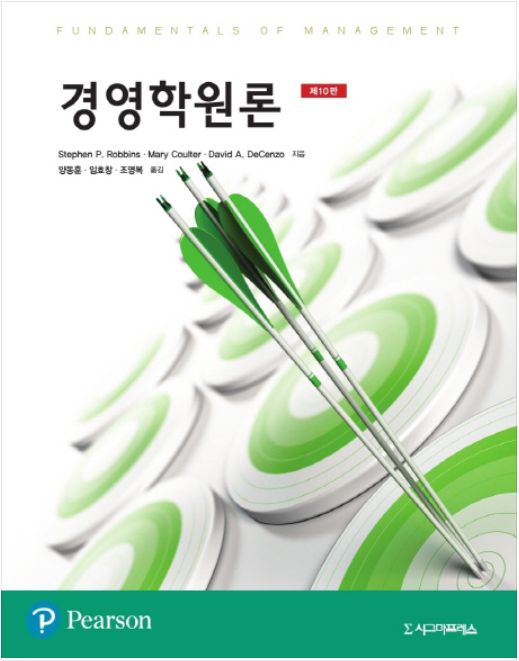 FUNDAMENTALS OF MANAGEMENT
경영학원론 제10판
Stephen P. Robbins · Mary Coulter · David A. DeCenzo 지음
양동훈 · 임효창 · 조영복 옮김
P Pearson Σ 시그마프레스